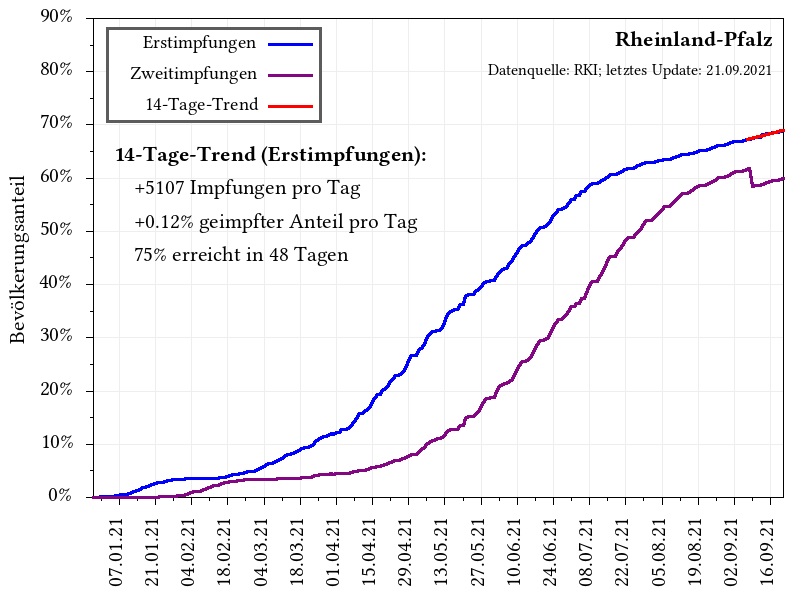 90%
80%
70%
60%
50%
40%
30%
20%
10%
0%
Bevölkerungsanteil
Erstimpfungen
Zweitimpfungen
14-Tage-Trend
Rheinland-Pfalz
Datenquelle: RKI; letztes Update: 21.09.2021
14-Tage-Trend (Erstimpfungen):
+5107 Impfungen pro Tag
+0.12% geimpfter Anteil pro Tag
75% erreicht in 48 Tagen
07.01.21
21.01.21
04.02.21
18.02.21
04.03.21
18.03.21
01.04.21
15.04.21
29.04.21
13.05.21
27.05.21
10.06.21
24.06.21
08.07.21
22.07.21
05.08.21
19.08.21
02.09.21
16.09.21